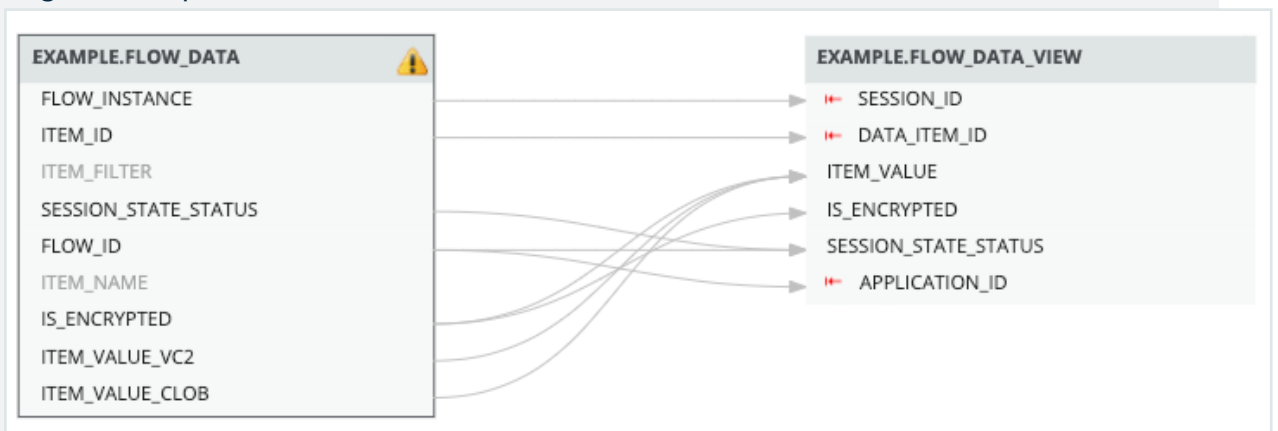 EXAMPLE.FLOW_DATA
FLOW_INSTANCE
ITEM_ID
ITEM_FILTER
SESSION_STATE_STATUS
FLOW_ID
ITEM_NAME
IS_ENCRYPTED
ITEM_VALUE_VC2
ITEM_VALUE_CLOB
EXAMPLE.FLOW_DATA_VIEW
SESSION_ID
DATA_ITEM_ID
ITEM_VALUE
IS_ENCRYPTED
SESSION_STATE_STATUS
APPLICATION_ID